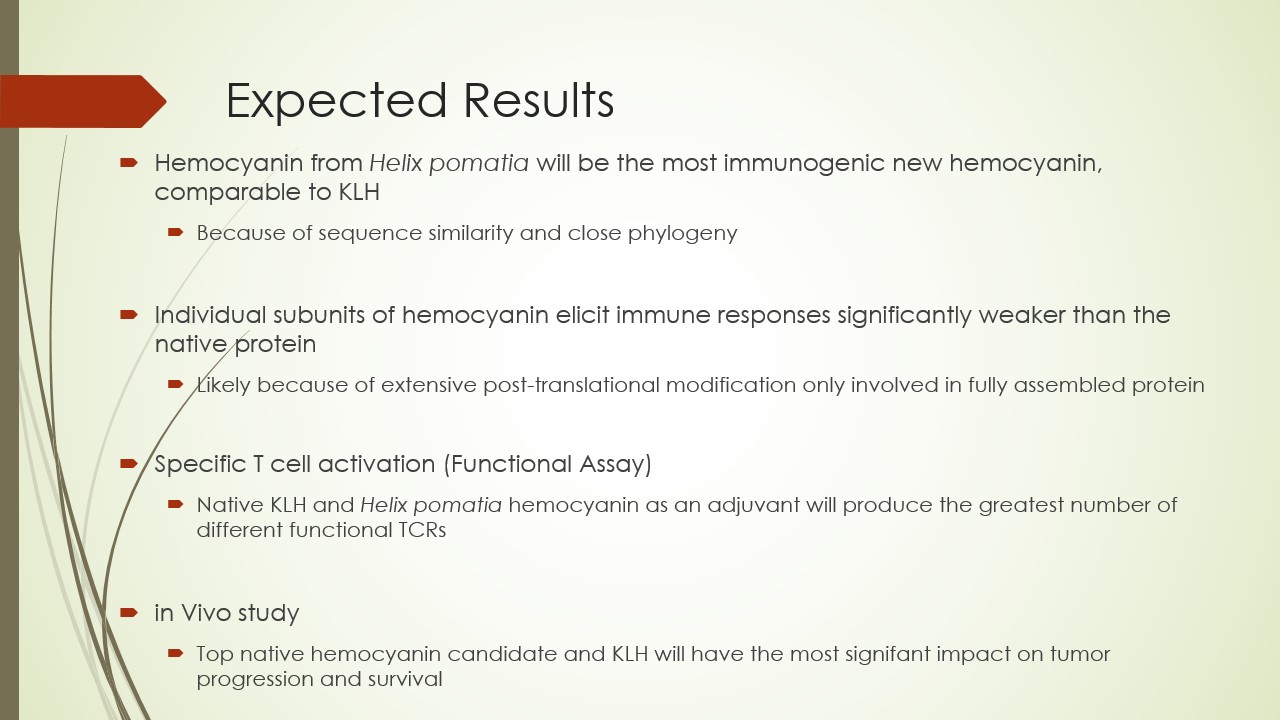 Expected Results
Hemocyanin from Helix pomatia will be the most immunogenic new hemocyanin,
comparable to KLH
Because of sequence similarity and close phylogeny
Individual subunits of hemocyanin elicit immune responses significantly weaker than the
native protein
Likely because of extensive post-translational modification only involved in fully assembled protein
Specific T cell activation (Functional Assay)
Native KLH and Helix pomatia hemocyanin as an adjuvant will produce the greatest number of
different functional TCRs
in Vivo study
Top native hemocyanin candidate and KLH will have the most signifant impact on tumor
progression and survival